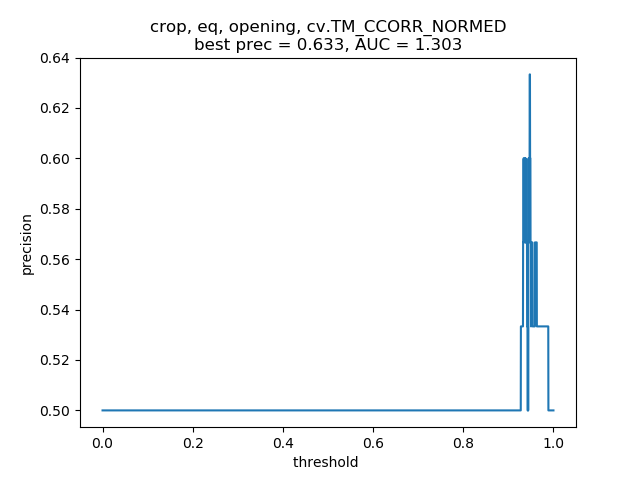 crop, eq, opening, cv.TM_CCORR_NORMED
best prec = 0.633, AUC = 1.303
0.64
0.62
0.60
0.58
0.56
0.54
0.52
0.50
precision
0.0 0.2 0.4 0.6 0.8 1.0
threshold